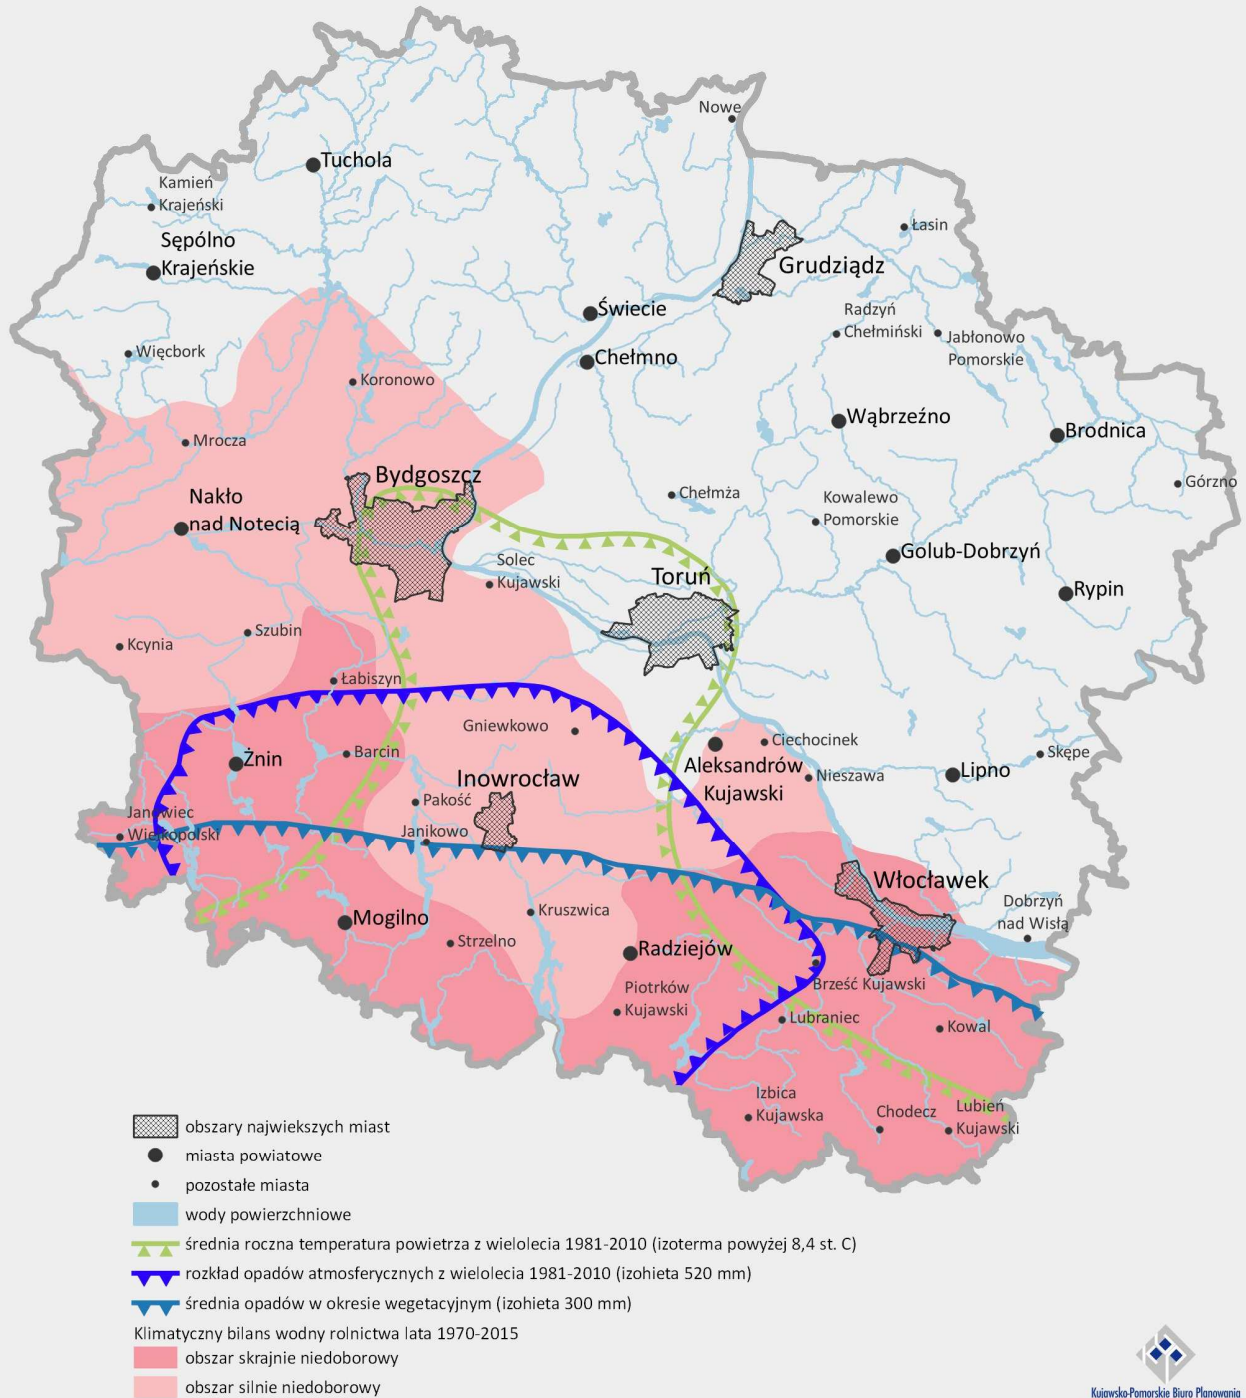 Nowe
Tuchola
Kamień
Krajeński
Łasin
Sępólno
Krajeńskie
Grudziądz
Świecie
Radzyń
Chełmiński
Jabłonowo
Pomorskie
Więcbork
Chełmno
Koronowo
Wąbrzeźno
Brodnica
Mrocza
Bydgoszcz
Górzno
Nakło
nad Notecią
Chełmża
Kowalewo
Pomorskie
Golub-Dobrzyń
Solec
Kujawski
Toruń
Rypin
Szubin
Kcynia
Łabiszyn
Gniewkowo
Ciechocinek
Barcin
Żnin
Aleksandrów
Kujawski
Skępe
Nieszawa
Lipno
Inowrocław
Pakość
Janowiec
Wielkopolski
Janikowo
Włocławek
Dobrzyń
nad Wisłą
Kruszwica
Mogilno
Strzelno
Radziejów
Piotrków
Kujawski
Brześć Kujawski
Lubraniec
Kowal
Izbica
Kujawska
Chodecz
Lubień
Kujawski
obszary najwiekszych miast
miasta powiatowe
pozostałe miasta
wody powierzchniowe
średnia roczna temperatura powietrza z wielolecia 1981-2010 (izoterma powyżej 8,4 st. C)
rozkład opadów atmosferycznych z wielolecia 1981-2010 (izohieta 520 mm)
średnia opadów w okresie wegetacyjnym (izohieta 300 mm)
Klimatyczny bilans wodny rolnictwa lata 1970-2015
obszar skrajnie niedoborowy
obszar silnie niedoborowy
Kujawsko-Pomorskie Biuro Planowania